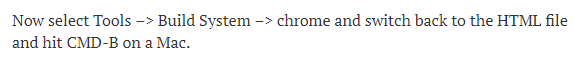 Now select Tools –> Build System –> chrome and switch back to the HTML file
and hit CMD-B on a Mac.